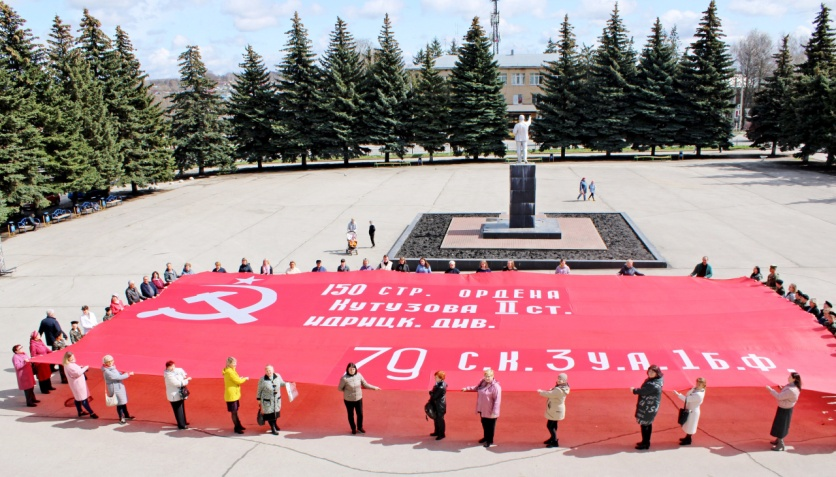 150 СТР. ОРДЕНА
КУТУЗОВА II СТ.
ИДРИЦК. ДИВ.
79 С.К. 3 У.А. 1 Б.Ф